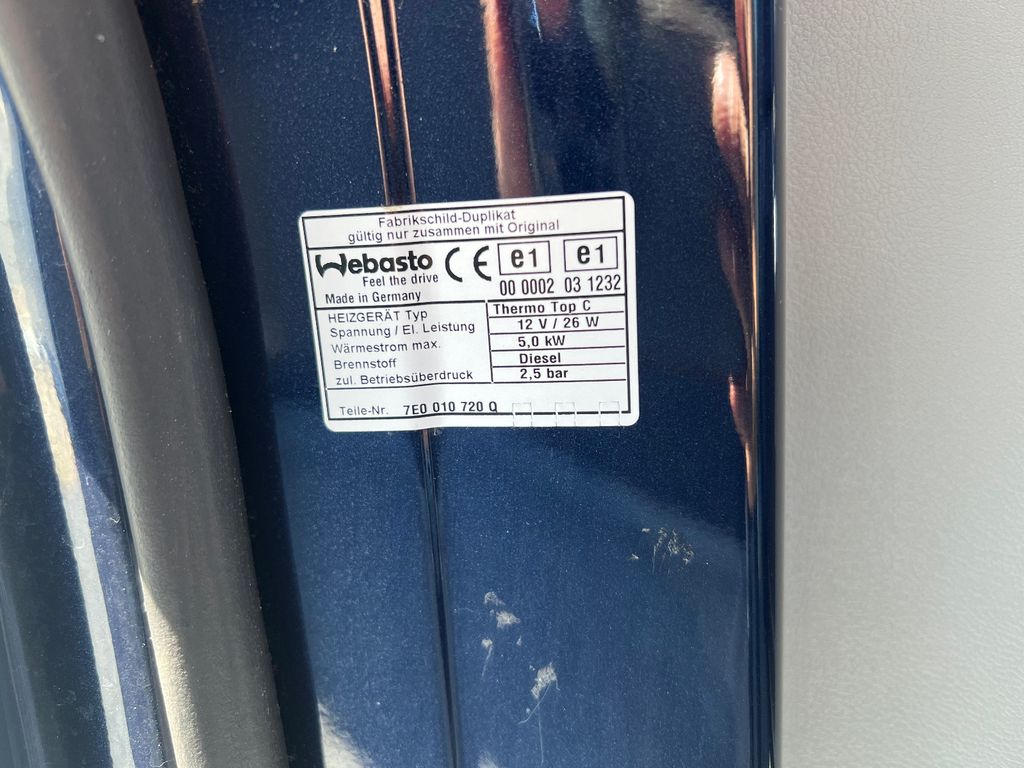 Fabrikschild-Duplikat
gültig nur zusammen mit Original
Webasto CE e1 e1
Feel the drive 00 0002 03 1232
Made in Germany
HEIZGERÄT Typ Thermo Top C
Spannung / El. Leistung 12 V / 26 W
Wärmestrom max. 5,0 kW
Brennstoff Diesel
zul. Betriebsüberdruck 2,5 bar
Teile-Nr. 7E0 010 720 Q